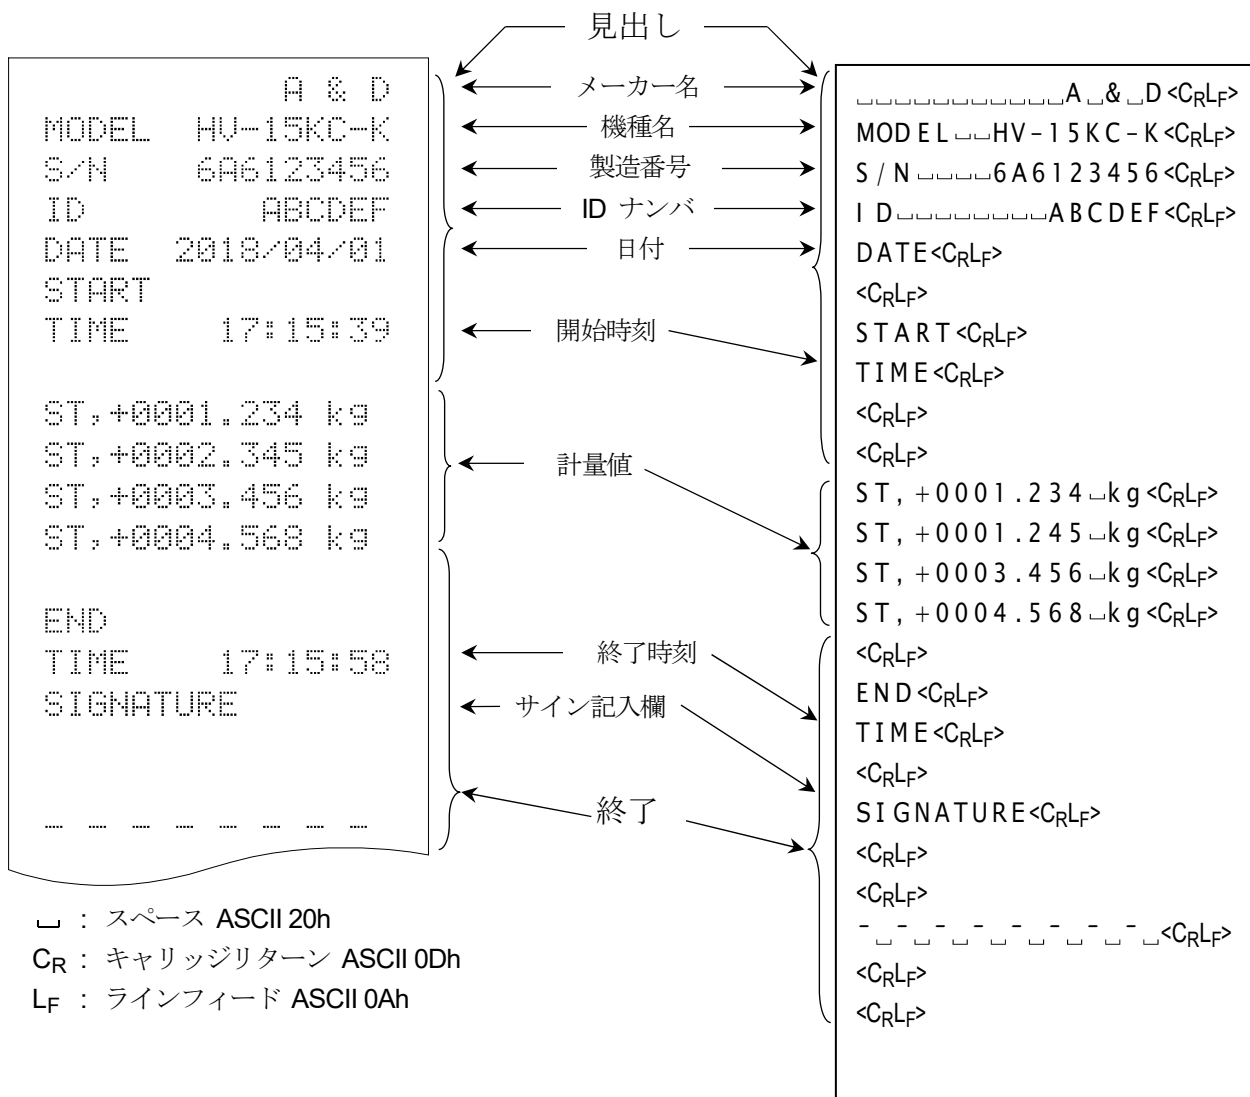 見出し
A & D
MODEL HV-15KC-K
S/N 6A6123456
ID ABCDEF
DATE 2018/04/01
START
TIME 17:15:39
ST,+0001.234 kg
ST,+0002.345 kg
ST,+0003.456 kg
ST,+0004.568 kg
END
TIME 17:15:58
SIGNATURE
_ _ _ _ _ _ _ _
メーカー名
機種名
製造番号
ID ナンバ
日付
開始時刻
計量値
終了時刻
サイン記入欄
終了
␣␣␣␣␣␣␣␣␣␣␣A␣&␣D<CRLF>
MODEL␣␣HV-15KC-K<CRLF>
S/N␣␣␣␣6A6123456<CRLF>
ID␣␣␣␣␣␣␣␣ABCDEF<CRLF>
DATE<CRLF>
<CRLF>
START<CRLF>
TIME<CRLF>
<CRLF>
<CRLF>
ST,+0001.234␣kg<CRLF>
ST,+0001.245␣kg<CRLF>
ST,+0003.456␣kg<CRLF>
ST,+0004.568␣kg<CRLF>
<CRLF>
END<CRLF>
TIME<CRLF>
<CRLF>
SIGNATURE<CRLF>
<CRLF>
<CRLF>
-␣-␣-␣-␣-␣-␣-␣-␣<CRLF>
<CRLF>
<CRLF>
␣ : スペース ASCII 20h
CR : キャリッジリターン ASCII 0Dh
LF : ラインフィード ASCII 0Ah